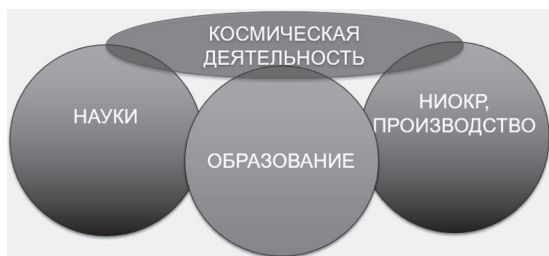 КОСМИЧЕСКАЯ
ДЕЯТЕЛЬНОСТЬ
НАУКИ
НИОКР,
ПРОИЗВОДСТВО
ОБРАЗОВАНИЕ